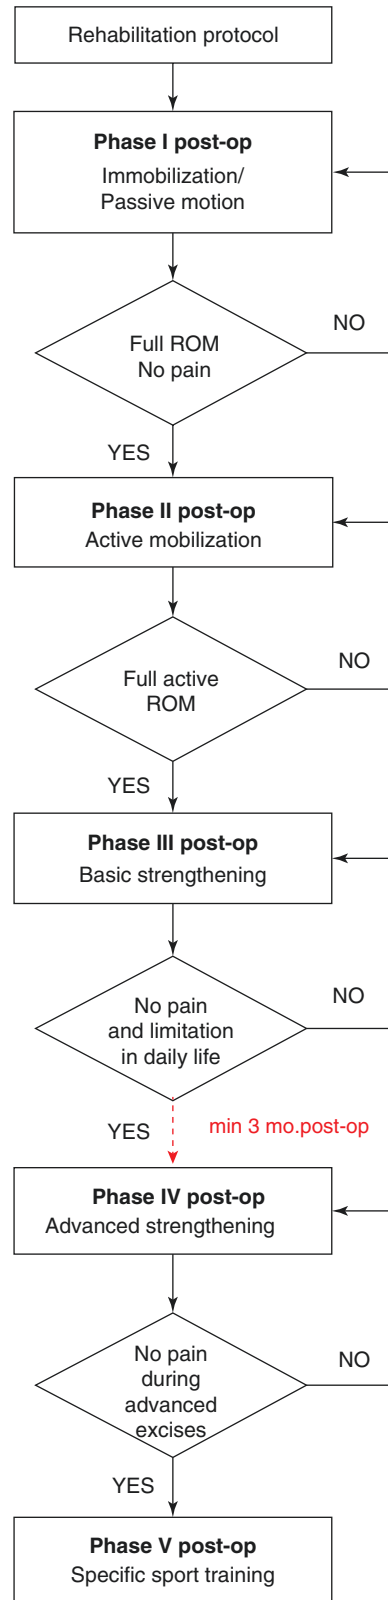 Rehabilitation protocol
Phase I post-op
Immobilization/
Passive motion
Full ROM
No pain
NO
YES
Phase II post-op
Active mobilization
Full active
ROM
NO
YES
Phase III post-op
Basic strengthening
No pain
and limitation
in daily life
NO
YES
min 3 mo.post-op
Phase IV post-op
Advanced strengthening
No pain
during
advanced
excises
NO
YES
Phase V post-op
Specific sport training